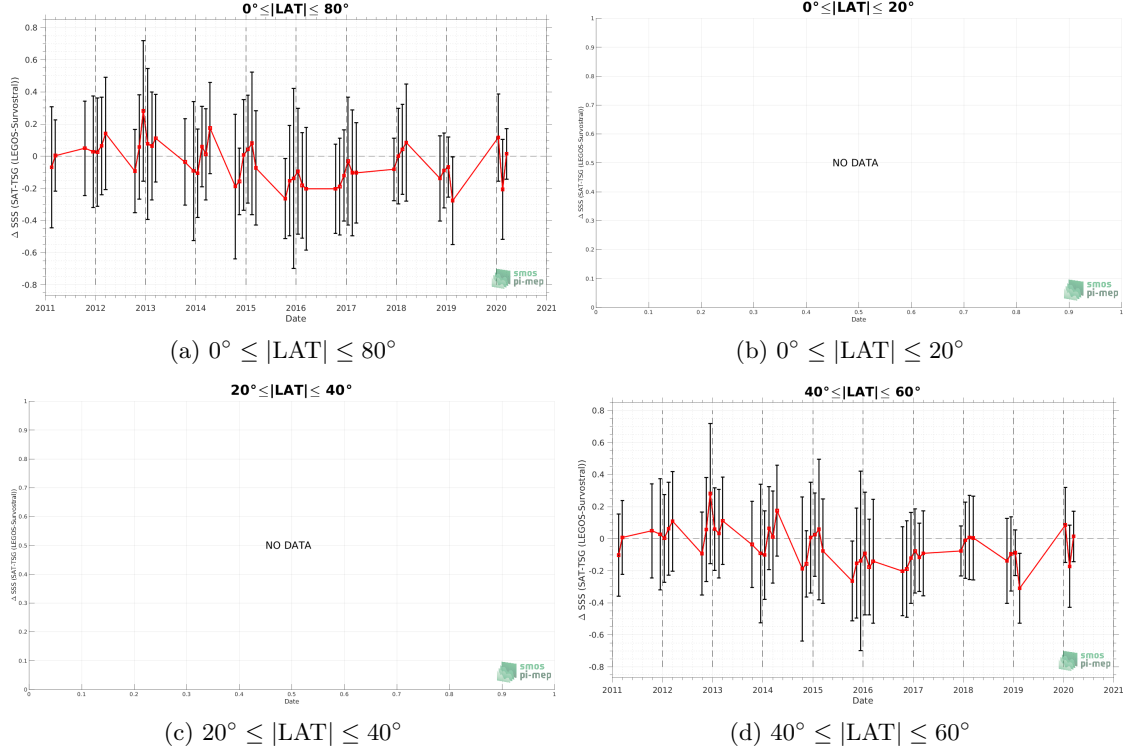 0°≤|LAT|≤ 80°
Δ SSS (SAT-TSG (LEGOS-Survostral))
0.8
0.6
0.4
0.2
0
-0.2
-0.4
-0.6
-0.8
2011 2012 2013 2014 2015 2016 2017 2018 2019 2020 2021
Date
smos
pi-mep
(a) 0° ≤ |LAT| ≤ 80°
0°≤|LAT|≤ 20°
Δ SSS (SAT-TSG (LEGOS-Survostral))
1
0.9
0.8
0.7
0.6
0.5
0.4
0.3
0.2
0.1
0
NO DATA
0 0.1 0.2 0.3 0.4 0.5 0.6 0.7 0.8 0.9 1
Date
smos
pi-mep
(b) 0° ≤ |LAT| ≤ 20°
20°≤|LAT|≤ 40°
Δ SSS (SAT-TSG (LEGOS-Survostral))
1
0.9
0.8
0.7
0.6
0.5
0.4
0.3
0.2
0.1
0
NO DATA
0 0.1 0.2 0.3 0.4 0.5 0.6 0.7 0.8 0.9 1
Date
smos
pi-mep
(c) 20° ≤ |LAT| ≤ 40°
40°≤|LAT|≤ 60°
Δ SSS (SAT-TSG (LEGOS-Survostral))
0.8
0.6
0.4
0.2
0
-0.2
-0.4
-0.6
-0.8
2011 2012 2013 2014 2015 2016 2017 2018 2019 2020 2021
Date
smos
pi-mep
(d) 40° ≤ |LAT| ≤ 60°